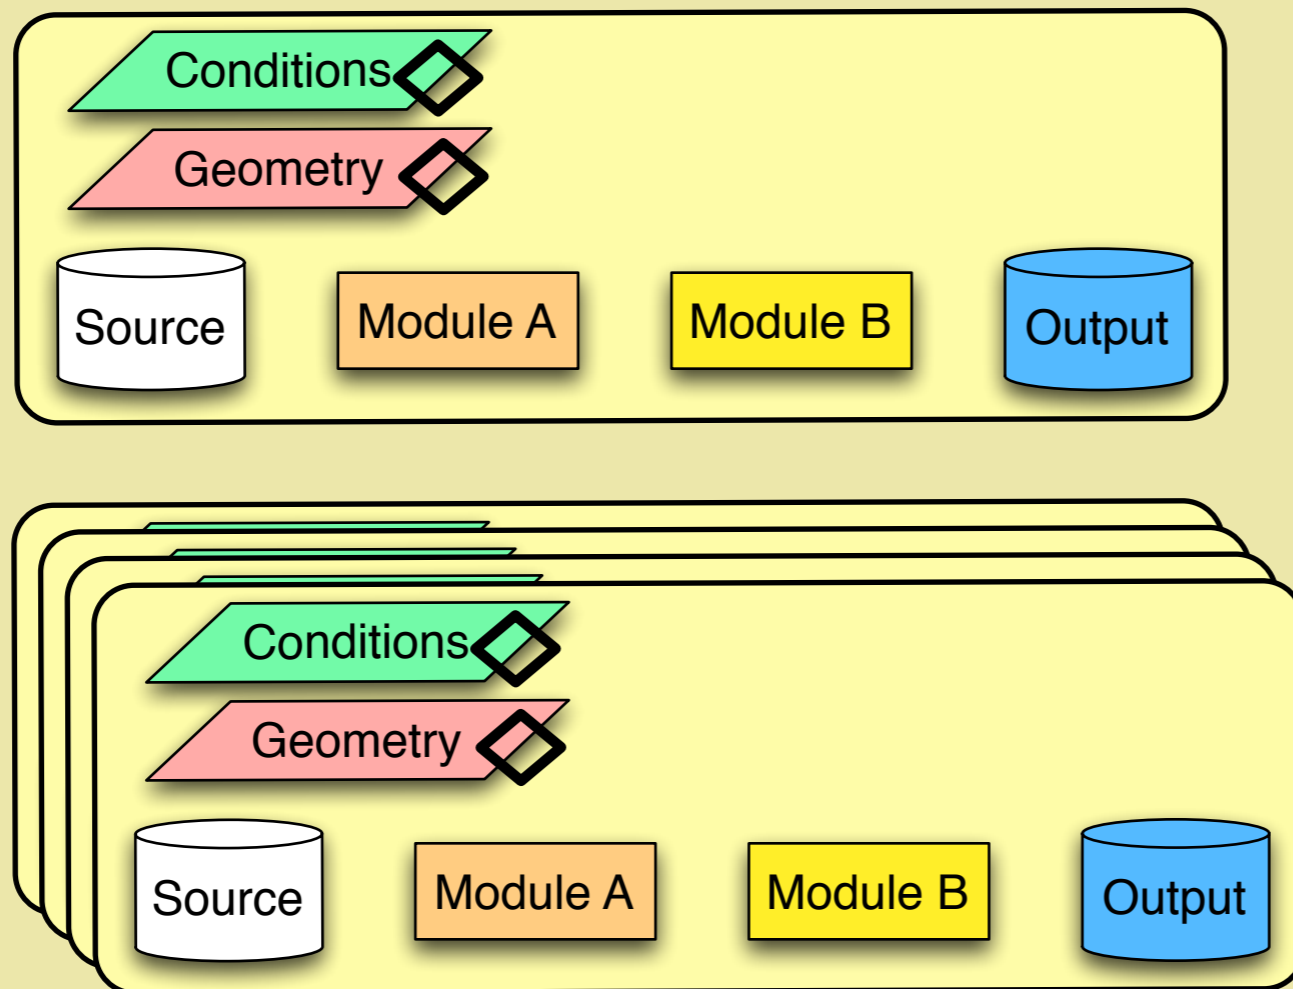 Conditions
Geometry
Source
Module A
Module B
Output
Conditions
Geometry
Source
Module A
Module B
Output